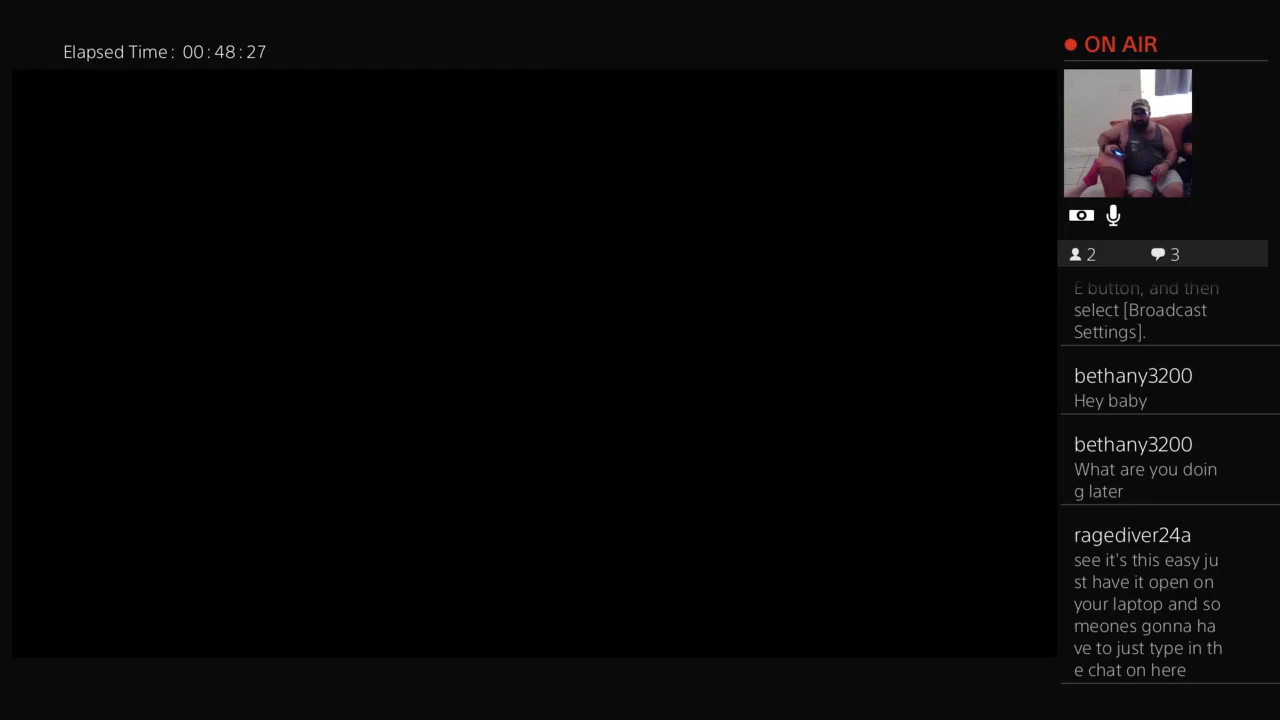 Elapsed Time: 00:48:27
ON AIR
2 3
E button, and then
select [Broadcast
Settings].
bethany3200
Hey baby
bethany3200
What are you doin
g later
ragediver24a
see it's this easy ju
st have it open on
your laptop and so
meones gonna ha
ve to just type in th
e chat on here